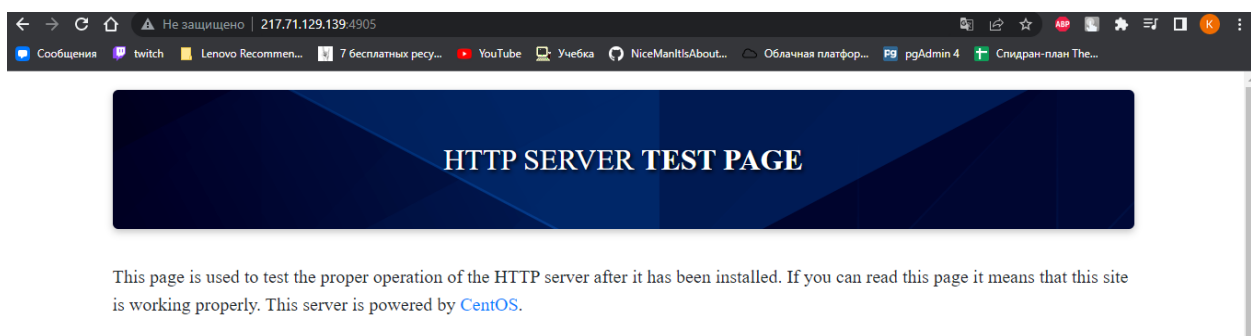 Не защищено | 217.71.129.139:4905
Сообщения twitch Lenovo Recommen... 7 бесплатных ресу... YouTube Учебка NiceManItIsAbout... Облачная платфор... pgAdmin 4 Спидран-план The...
HTTP SERVER TEST PAGE
This page is used to test the proper operation of the HTTP server after it has been installed. If you can read this page it means that this site
is working properly. This server is powered by CentOS.